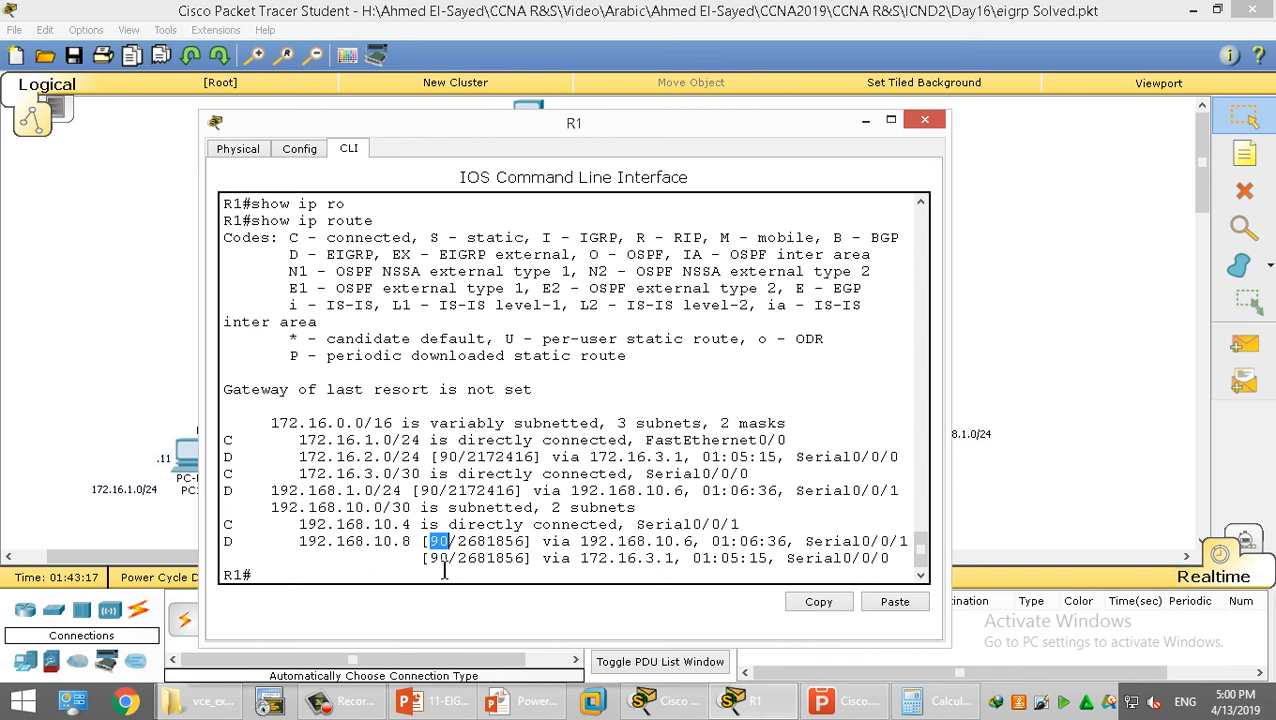 Cisco Packet Tracer Student - H:\Ahmed El-Sayed\CCNA R&S\Video\Arabic\Ahmed El-Sayed\CCNA2019\CCNA R&S\ICND2\Day16\eigrp Solved.pkt
File Edit Options View Tools Extensions Help
Logical [Root] New Cluster Move Object Set Tiled Background Viewport
R1
Physical Config CLI
IOS Command Line Interface
R1#show ip ro
R1#show ip route
Codes: C - connected, S - static, I - IGRP, R - RIP, M - mobile, B - BGP
D - EIGRP, EX - EIGRP external, O - OSPF, IA - OSPF inter area
N1 - OSPF NSSA external type 1, N2 - OSPF NSSA external type 2
E1 - OSPF external type 1, E2 - OSPF external type 2, E - EGP
i - IS-IS, L1 - IS-IS level-1, L2 - IS-IS level-2, ia - IS-IS
inter area
* - candidate default, U - per-user static route, o - ODR
P - periodic downloaded static route
Gateway of last resort is not set
172.16.0.0/16 is variably subnetted, 3 subnets, 2 masks
C 172.16.1.0/24 is directly connected, FastEthernet0/0
D 172.16.2.0/24 [90/2172416] via 172.16.3.1, 01:05:15, Serial0/0/0
C 172.16.3.0/30 is directly connected, Serial0/0/0
D 192.168.1.0/24 [90/2172416] via 192.168.10.6, 01:06:36, Serial0/0/1
192.168.10.0/30 is subnetted, 2 subnets
C 192.168.10.4 is directly connected, Serial0/0/1
D 192.168.10.8 [90/2681856] via 192.168.10.6, 01:06:36, Serial0/0/1
[90/2681856] via 172.16.3.1, 01:05:15, Serial0/0/0
R1#
Copy Paste
.11 PC-
172.16.1.0/24 PC1
8.1.0/24
Time: 01:43:17 Power Cycle D
Realtime
Connections
Automatically Choose Connection Type
Toggle PDU List Window
ination Type Color Time(sec) Periodic Num
Activate Windows
Go to PC settings to activate Windows.
vce_ex... Recor... 11-EIG... Power... Cisco ... R1 Cisco.... Calcul... ENG
5:00 PM
4/13/2019